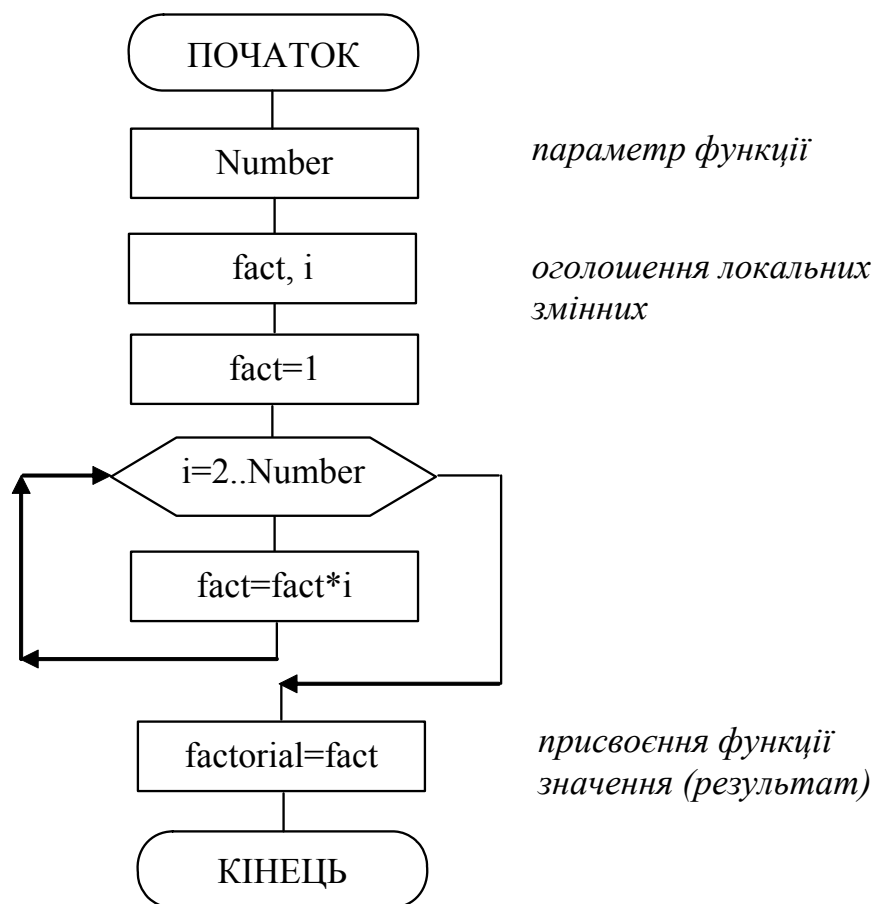 ПОЧАТОК
Number
параметр функції
fact, i
оголошення локальних
змінних
fact=1
i=2..Number
fact=fact*i
factorial=fact
присвоєння функції
значення (результат)
КІНЕЦЬ